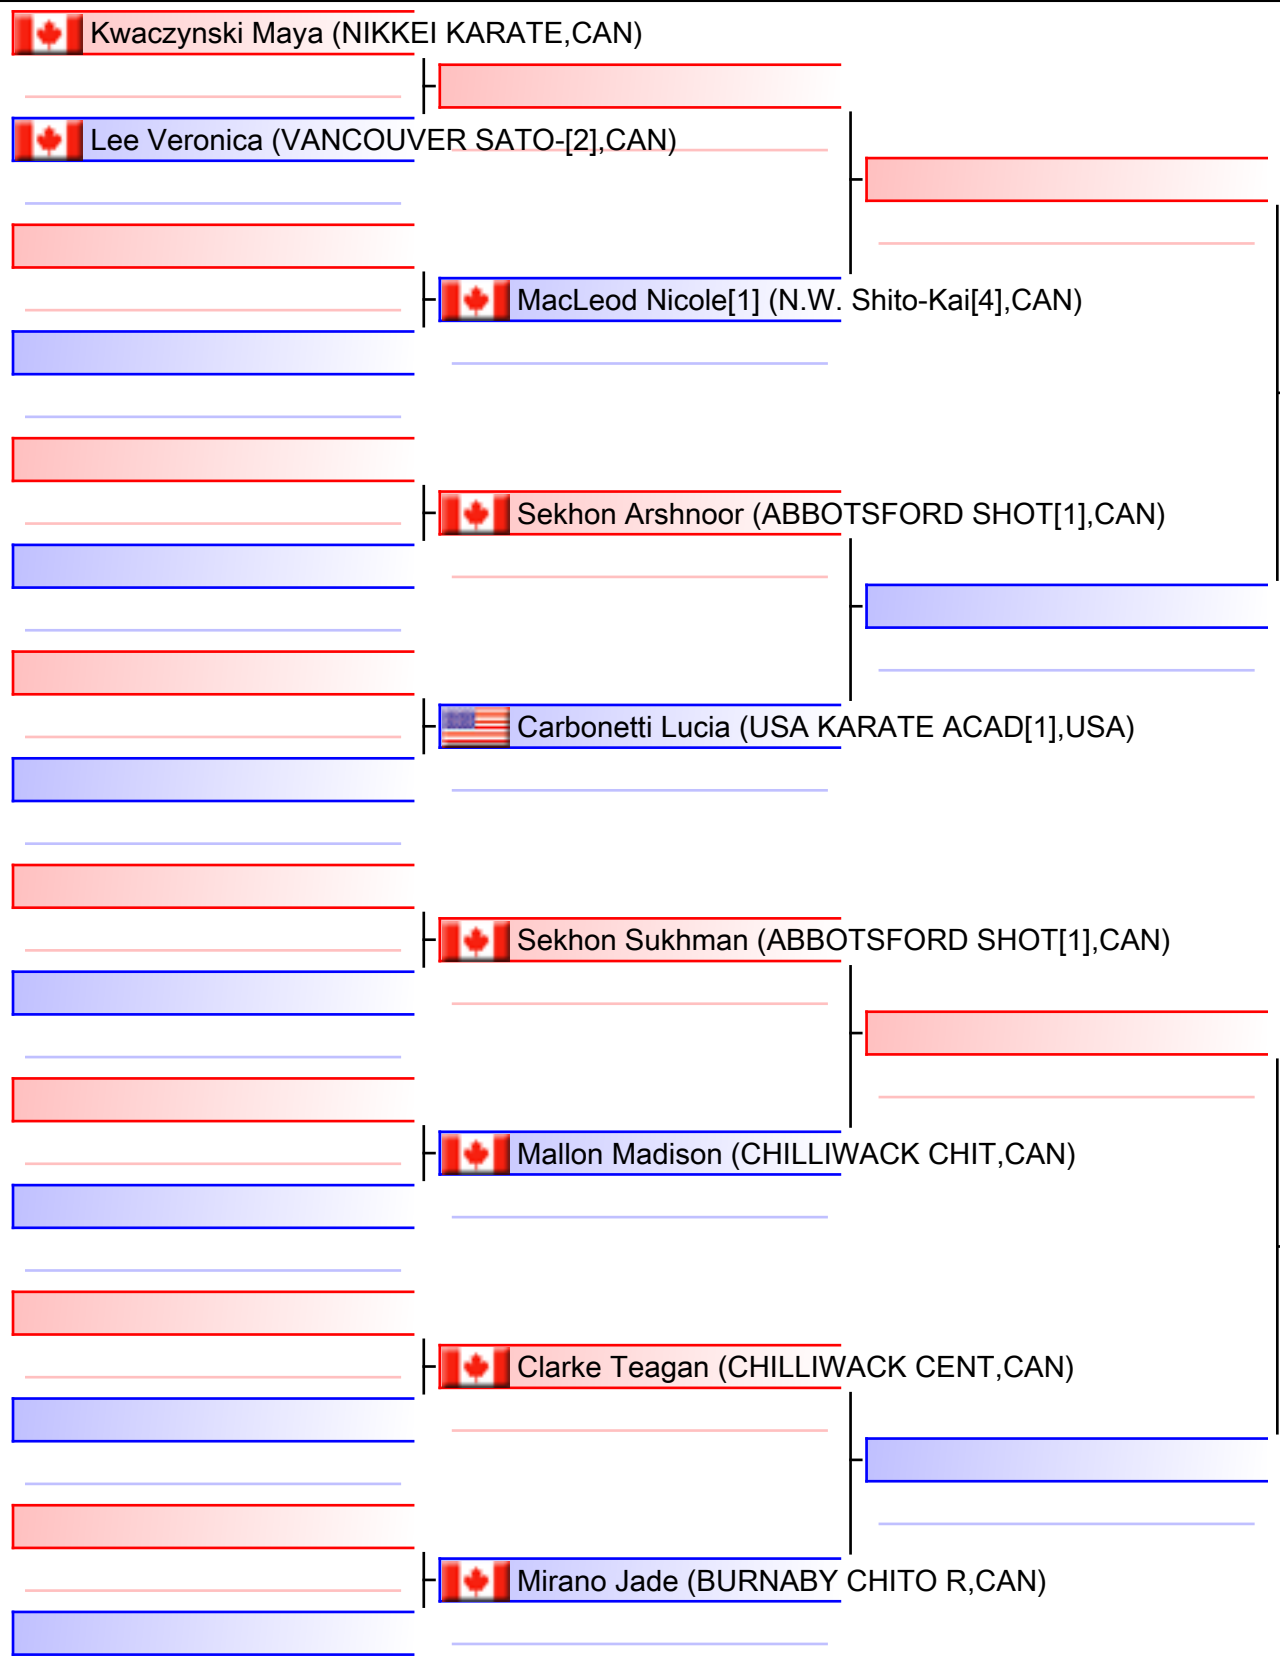 Kwaczynski Maya (NIKKEI KARATE,CAN)
Lee Veronica (VANCOUVER SATO-[2],CAN)
MacLeod Nicole[1] (N.W. Shito-Kai[4],CAN)
Sekhon Arshnoor (ABBOTSFORD SHOT[1],CAN)
Carbonetti Lucia (USA KARATE ACAD[1],USA)
Sekhon Sukhman (ABBOTSFORD SHOT[1],CAN)
Mallon Madison (CHILLIWACK CHIT,CAN)
Clarke Teagan (CHILLIWACK CENT,CAN)
Mirano Jade (BURNABY CHITO R,CAN)